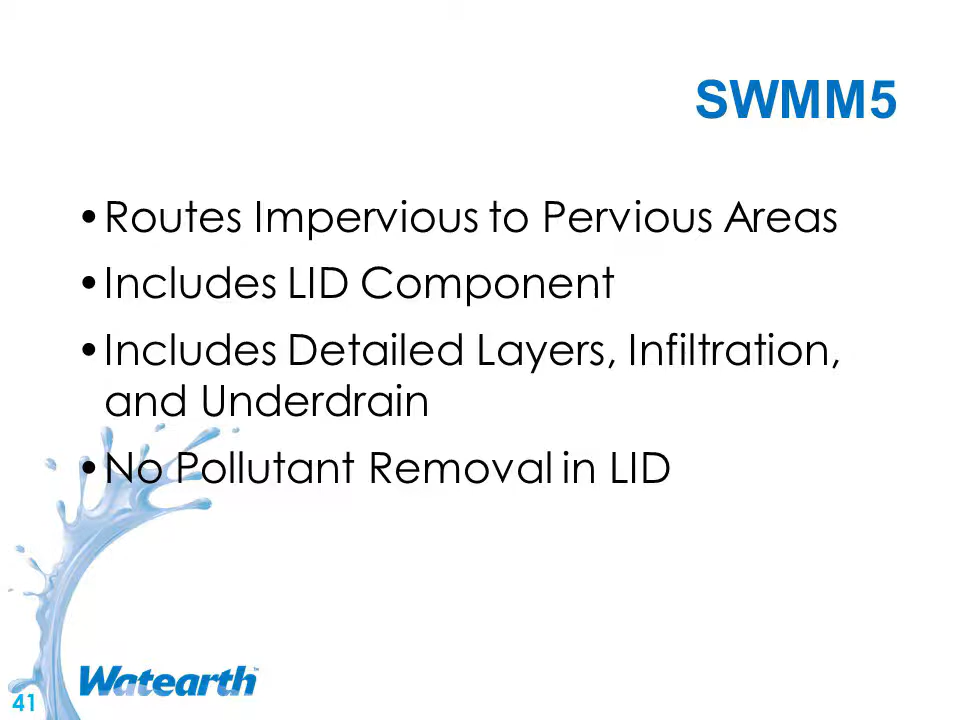 SWMM5
•Routes Impervious to Pervious Areas
•Includes LID Component
•Includes Detailed Layers, Infiltration,
and Underdrain
•No Pollutant Removal in LID
Watearth™
41